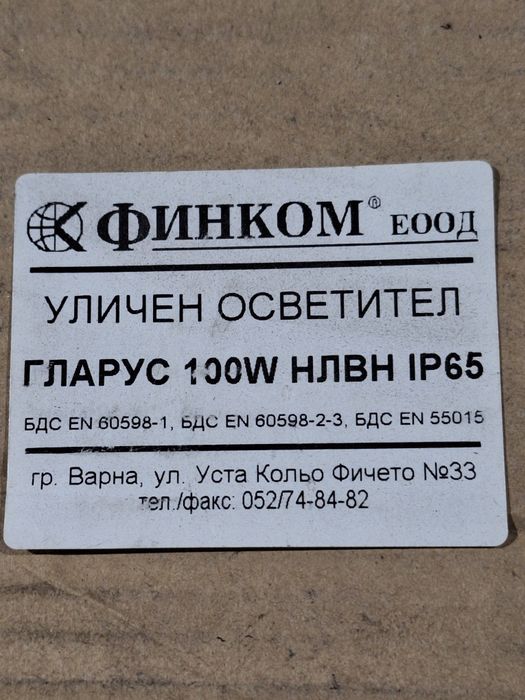 ФИНКОМ® ЕООД
УЛИЧЕН ОСВЕТИТЕЛ
ГЛАРУС 100W НЛВН IP65
БДС EN 60598-1, БДС EN 60598-2-3, БДС EN 55015
гр. Варна, ул. Уста Кольо Фичето №33
тел./факс: 052/74-84-82